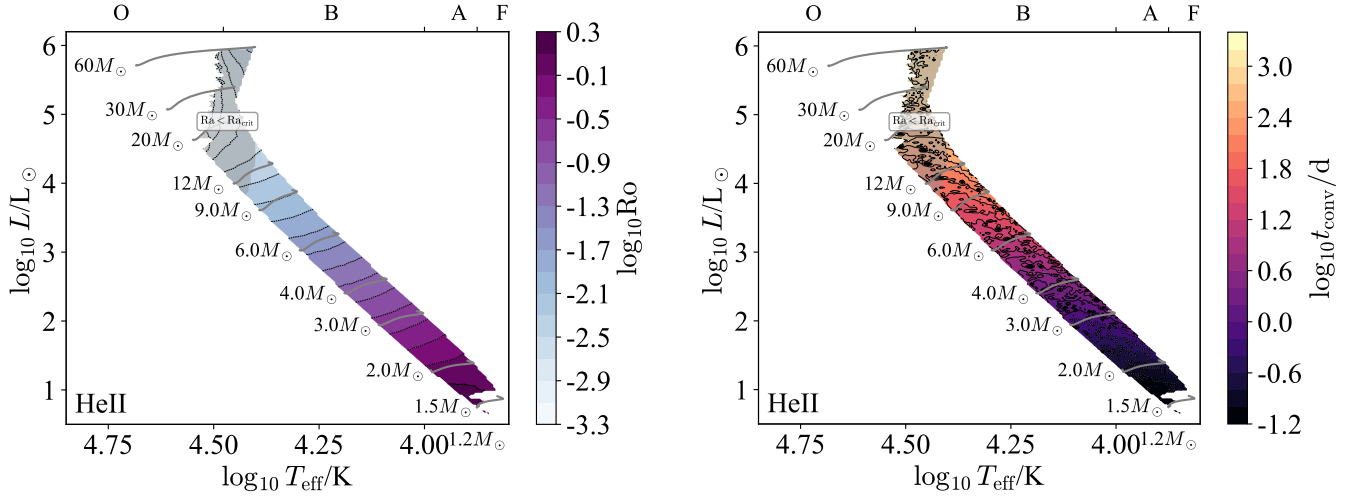 O B A F
6
5
4
3
2
1
log₁₀ L/L☉
60M☉
30M☉
20M☉
Ra < Ra_crit
12M☉
9.0M☉
6.0M☉
4.0M☉
3.0M☉
2.0M☉
1.5M☉
1.2M☉
HeII
4.75 4.50 4.25 4.00
log₁₀ T_eff/K
0.3
-0.1
-0.5
-0.9
-1.3
-1.7
-2.1
-2.5
-2.9
-3.3
log₁₀Ro
O B A F
6
5
4
3
2
1
log₁₀ L/L☉
60M☉
30M☉
20M☉
Ra < Ra_crit
12M☉
9.0M☉
6.0M☉
4.0M☉
3.0M☉
2.0M☉
1.5M☉
1.2M☉
HeII
4.75 4.50 4.25 4.00
log₁₀ T_eff/K
3.0
2.4
1.8
1.2
0.6
0.0
-0.6
-1.2
log₁₀t_conv/d